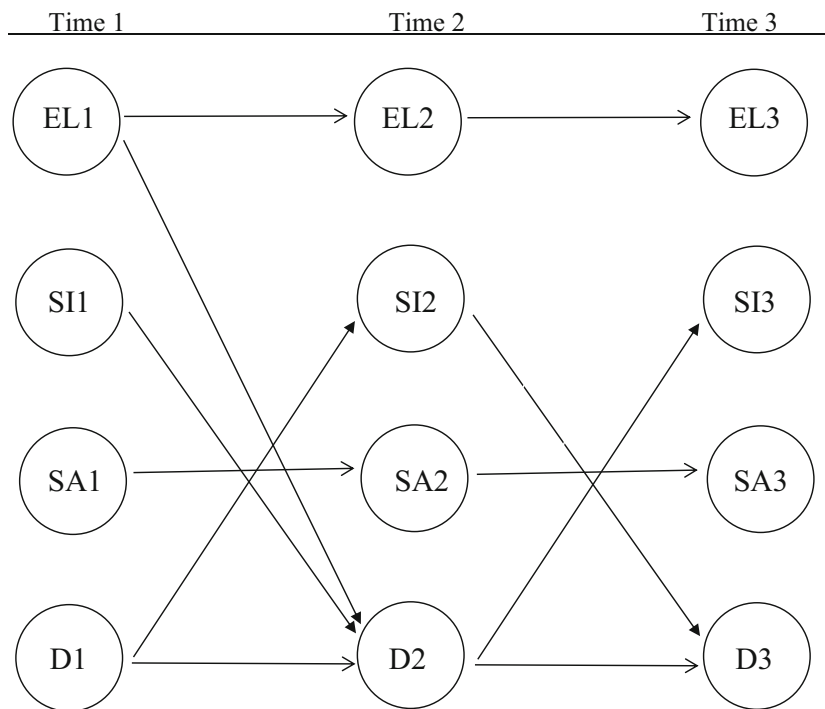 Time 1 Time 2 Time 3
EL1 EL2 EL3
SI1 SI2 SI3
SA1 SA2 SA3
D1 D2 D3